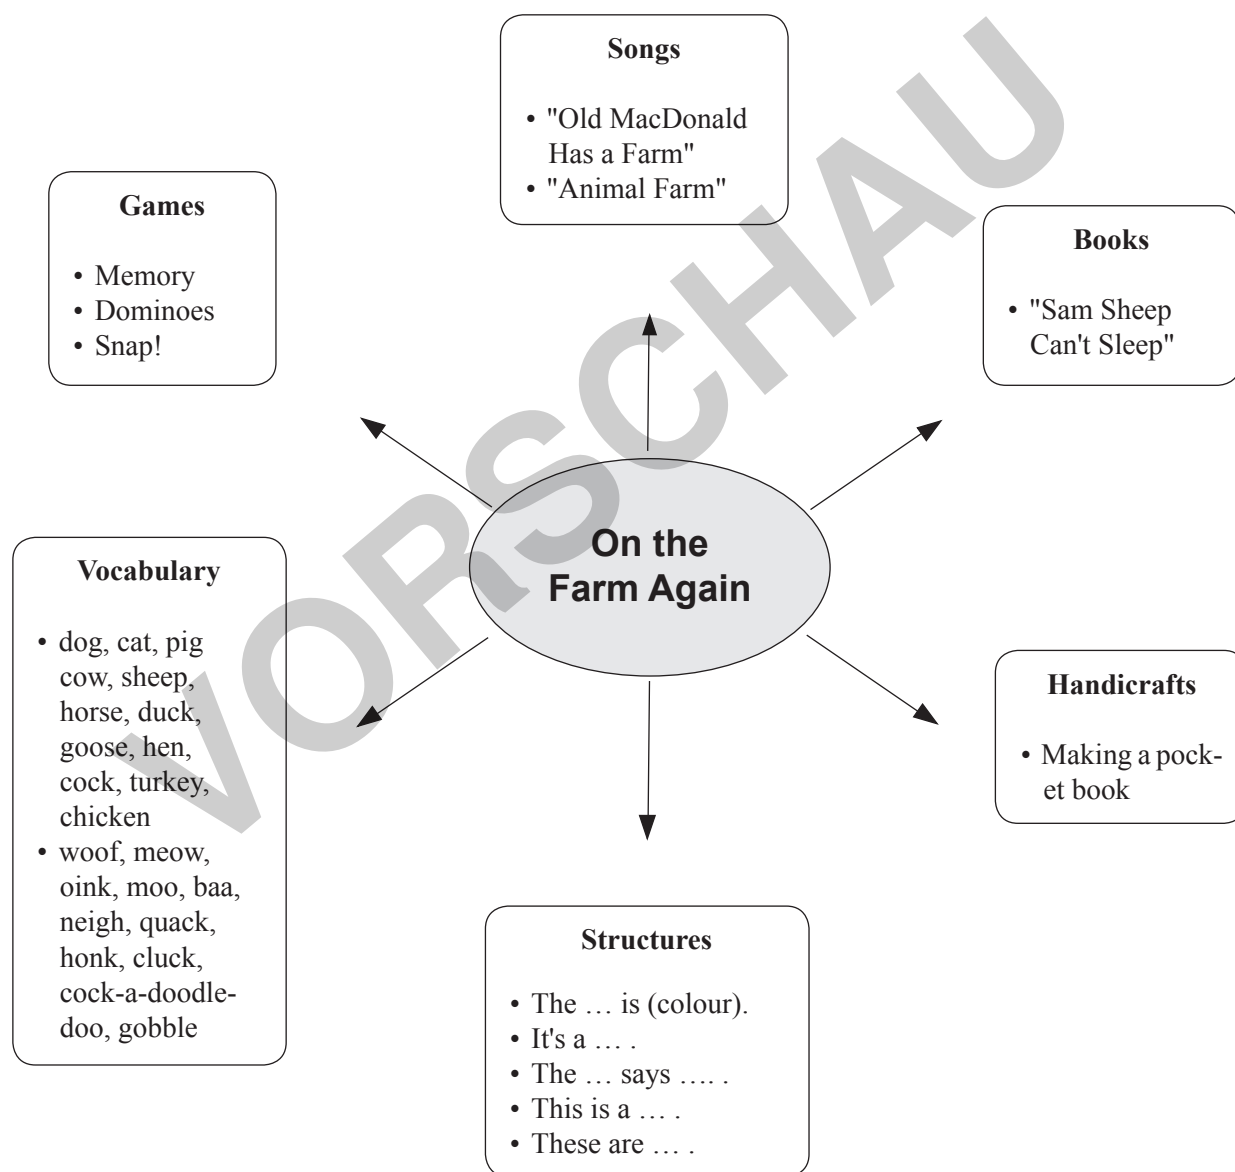 Songs
• "Old MacDonald
Has a Farm"
• "Animal Farm"
Games
• Memory
• Dominoes
• Snap!
Books
• "Sam Sheep
Can't Sleep"
On the
Farm Again
Vocabulary
• dog, cat, pig
cow, sheep,
horse, duck,
goose, hen,
cock, turkey,
chicken
• woof, meow,
oink, moo, baa,
neigh, quack,
honk, cluck,
cock-a-doodle-
doo, gobble
Handicrafts
• Making a pock-
et book
Structures
• The … is (colour).
• It's a … .
• The … says …. .
• This is a … .
• These are … .
VORSCHAU